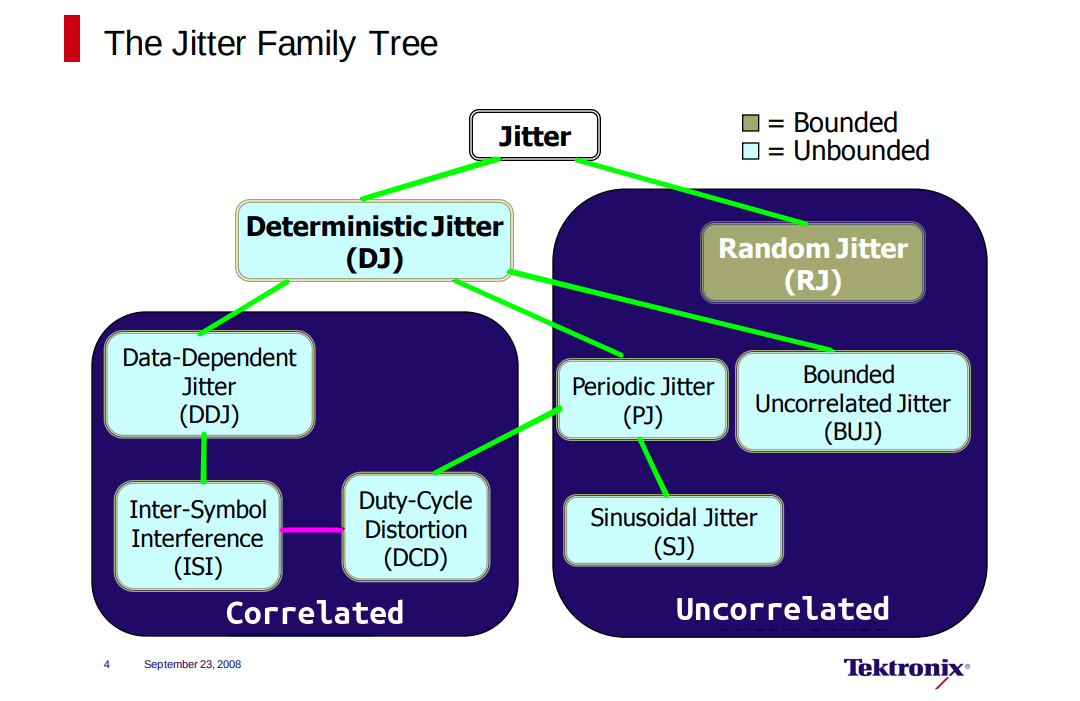 The Jitter Family Tree
Jitter
= Bounded
= Unbounded
Deterministic Jitter
(DJ)
Random Jitter
(RJ)
Data-Dependent
Jitter
(DDJ)
Periodic Jitter
(PJ)
Bounded
Uncorrelated Jitter
(BUJ)
Inter-Symbol
Interference
(ISI)
Duty-Cycle
Distortion
(DCD)
Sinusoidal Jitter
(SJ)
Correlated
Uncorrelated
4 September 23, 2008
Tektronix®